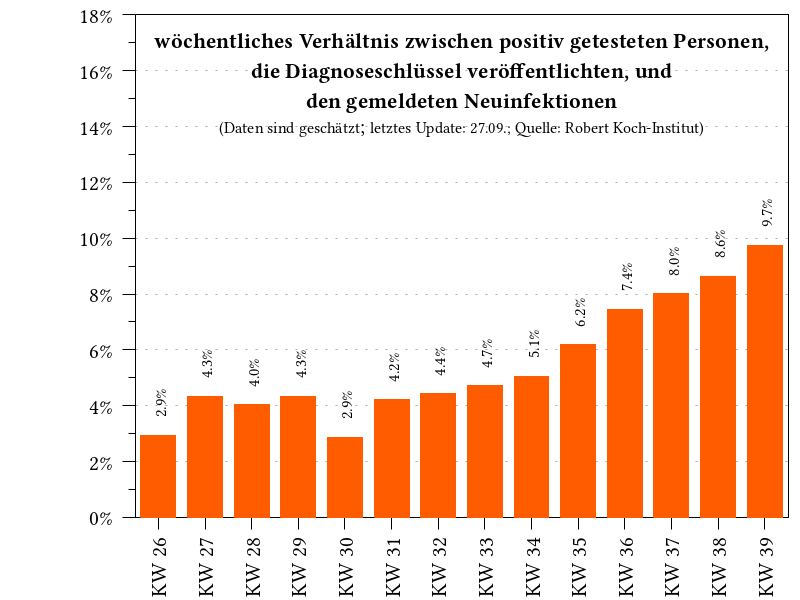 18%
wöchentliches Verhältnis zwischen positiv getesteten Personen,
die Diagnoseschlüssel veröffentlichten, und
den gemeldeten Neuinfektionen
(Daten sind geschätzt; letztes Update: 27.09.; Quelle: Robert Koch-Institut)
16%
14%
12%
10%
8%
6%
4%
2%
0%
2.9%
4.3%
4.0%
4.3%
2.9%
4.2%
4.4%
4.7%
5.1%
6.2%
7.4%
8.0%
8.6%
9.7%
KW 26
KW 27
KW 28
KW 29
KW 30
KW 31
KW 32
KW 33
KW 34
KW 35
KW 36
KW 37
KW 38
KW 39